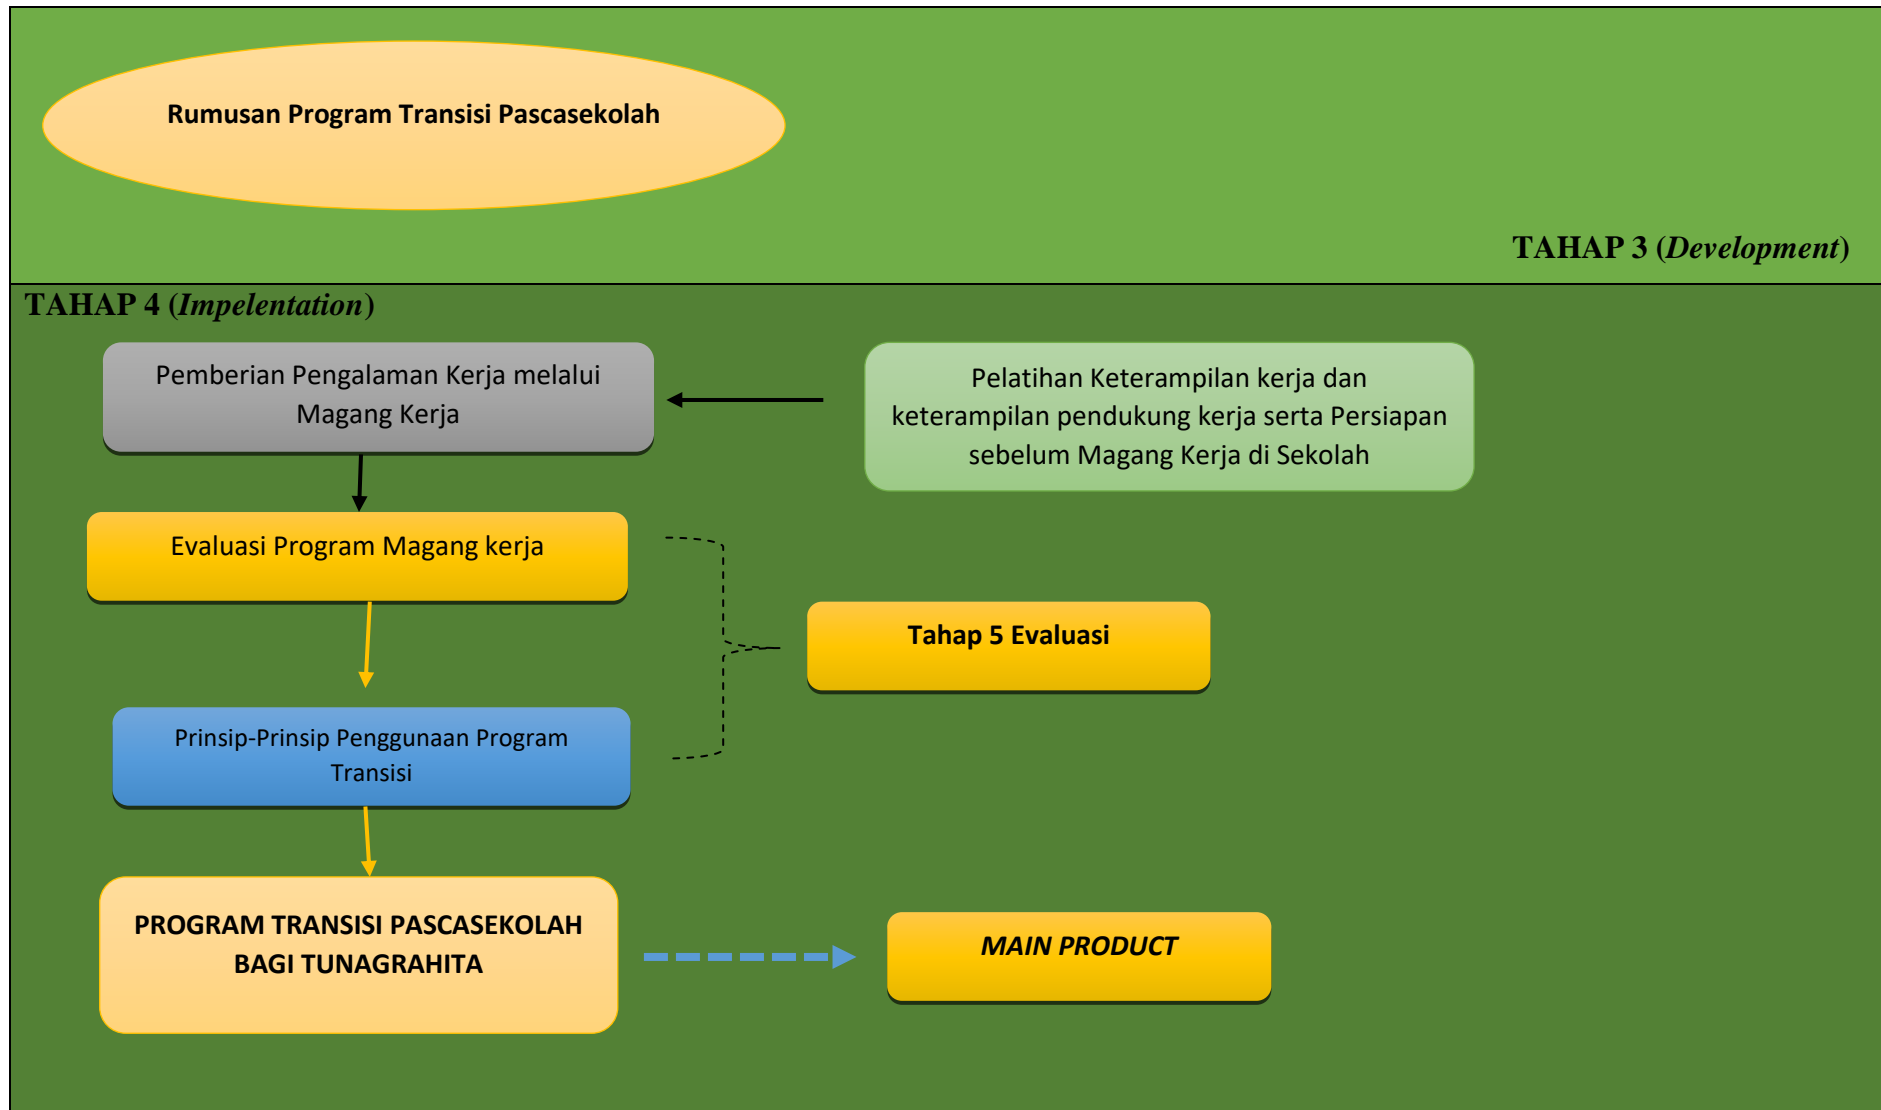 Rumusan Program Transisi Pascasekolah
TAHAP 3 (Development)
TAHAP 4 (Impelentation)
Pemberian Pengalaman Kerja melalui
Magang Kerja
Pelatihan Keterampilan kerja dan
keterampilan pendukung kerja serta Persiapan
sebelum Magang Kerja di Sekolah
Evaluasi Program Magang kerja
Tahap 5 Evaluasi
Prinsip-Prinsip Penggunaan Program
Transisi
PROGRAM TRANSISI PASCASEKOLAH
BAGI TUNAGRAHITA
MAIN PRODUCT